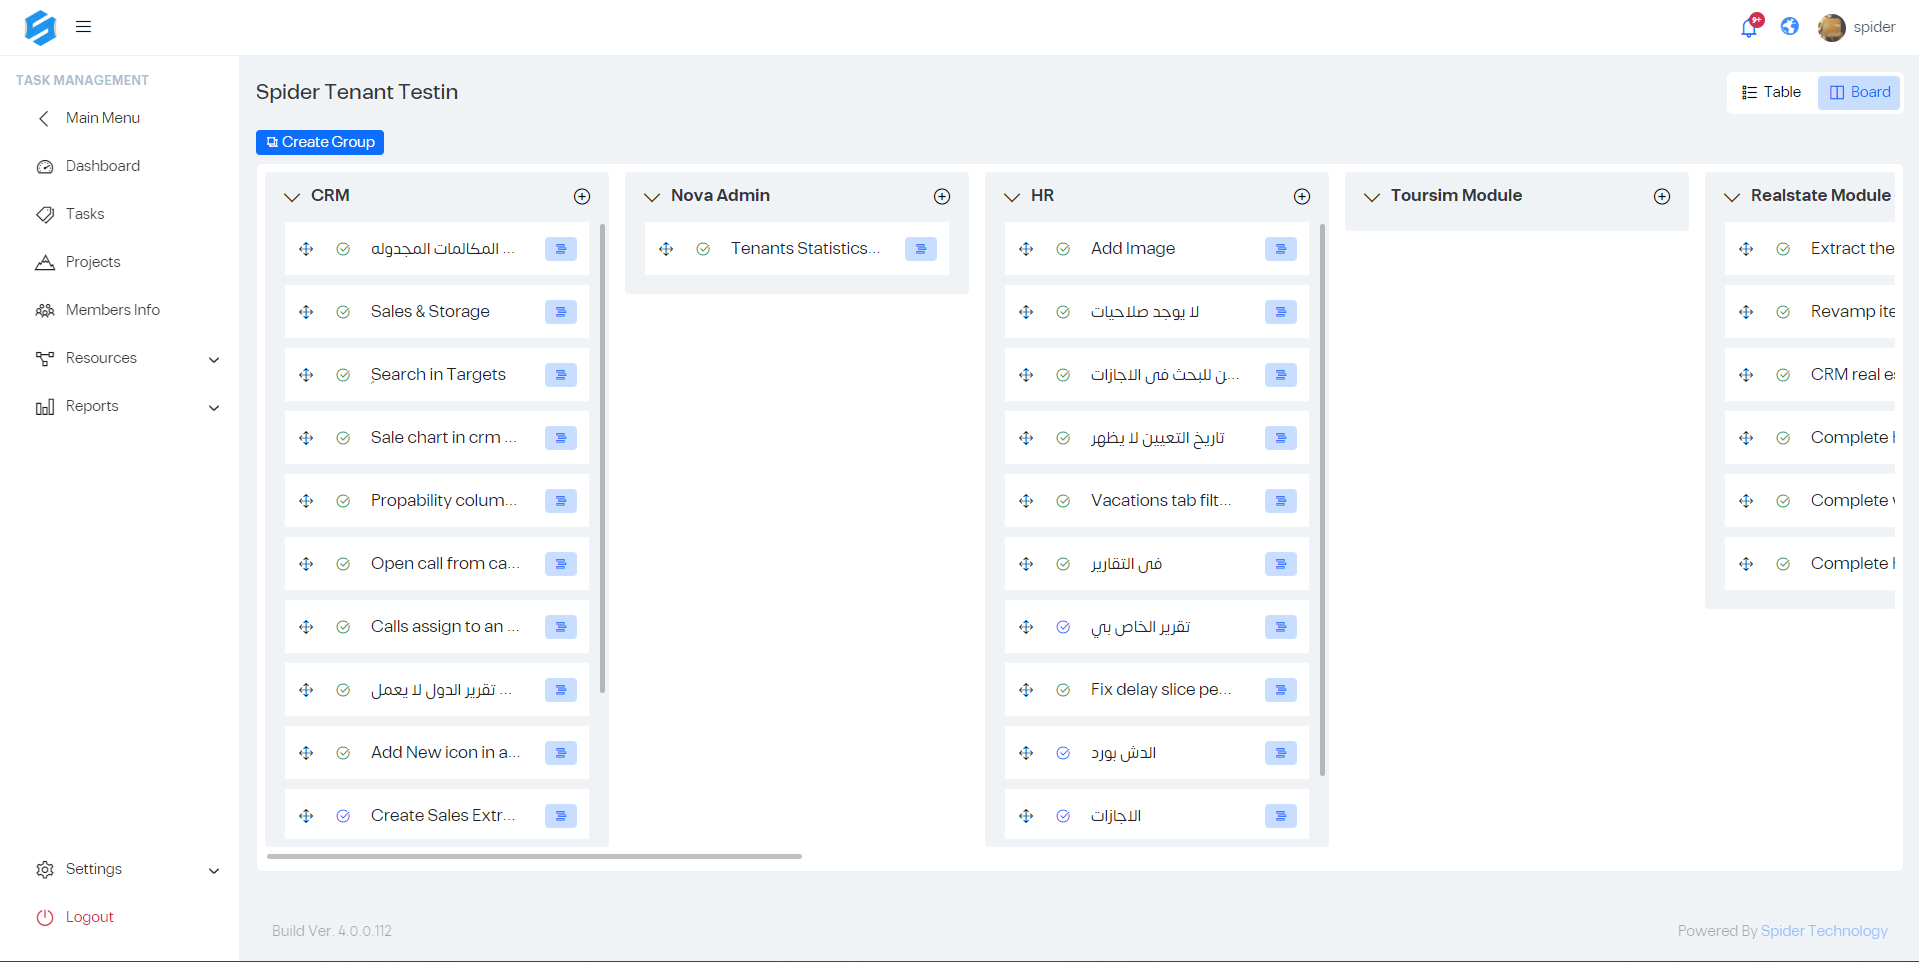 9+
spider
TASK MANAGEMENT
Main Menu
Dashboard
Tasks
Projects
Members Info
Resources
Reports
Settings
Logout
Spider Tenant Testin
Table
Board
Create Group
CRM
المكالمات المجدوله ...
Sales & Storage
Search in Targets
Sale chart in crm ...
Propability colum...
Open call from ca...
Calls assign to an ...
تقرير الدول لا يعمل ...
Add New icon in a...
Create Sales Extr...
Nova Admin
Tenants Statistics...
HR
Add Image
لا يوجد صلاحيات
ن للبحث فى الاجازات...
تاريخ التعيين لا يظهر
Vacations tab filt...
فى التقارير
تقرير الخاص بي
Fix delay slice pe...
الدش بورد
الاجازات
Toursim Module
Realstate Module
Extract the
Revamp ite
CRM real es
Complete
Complete
Complete
Build Ver. 4.0.0.112
Powered By Spider Technology